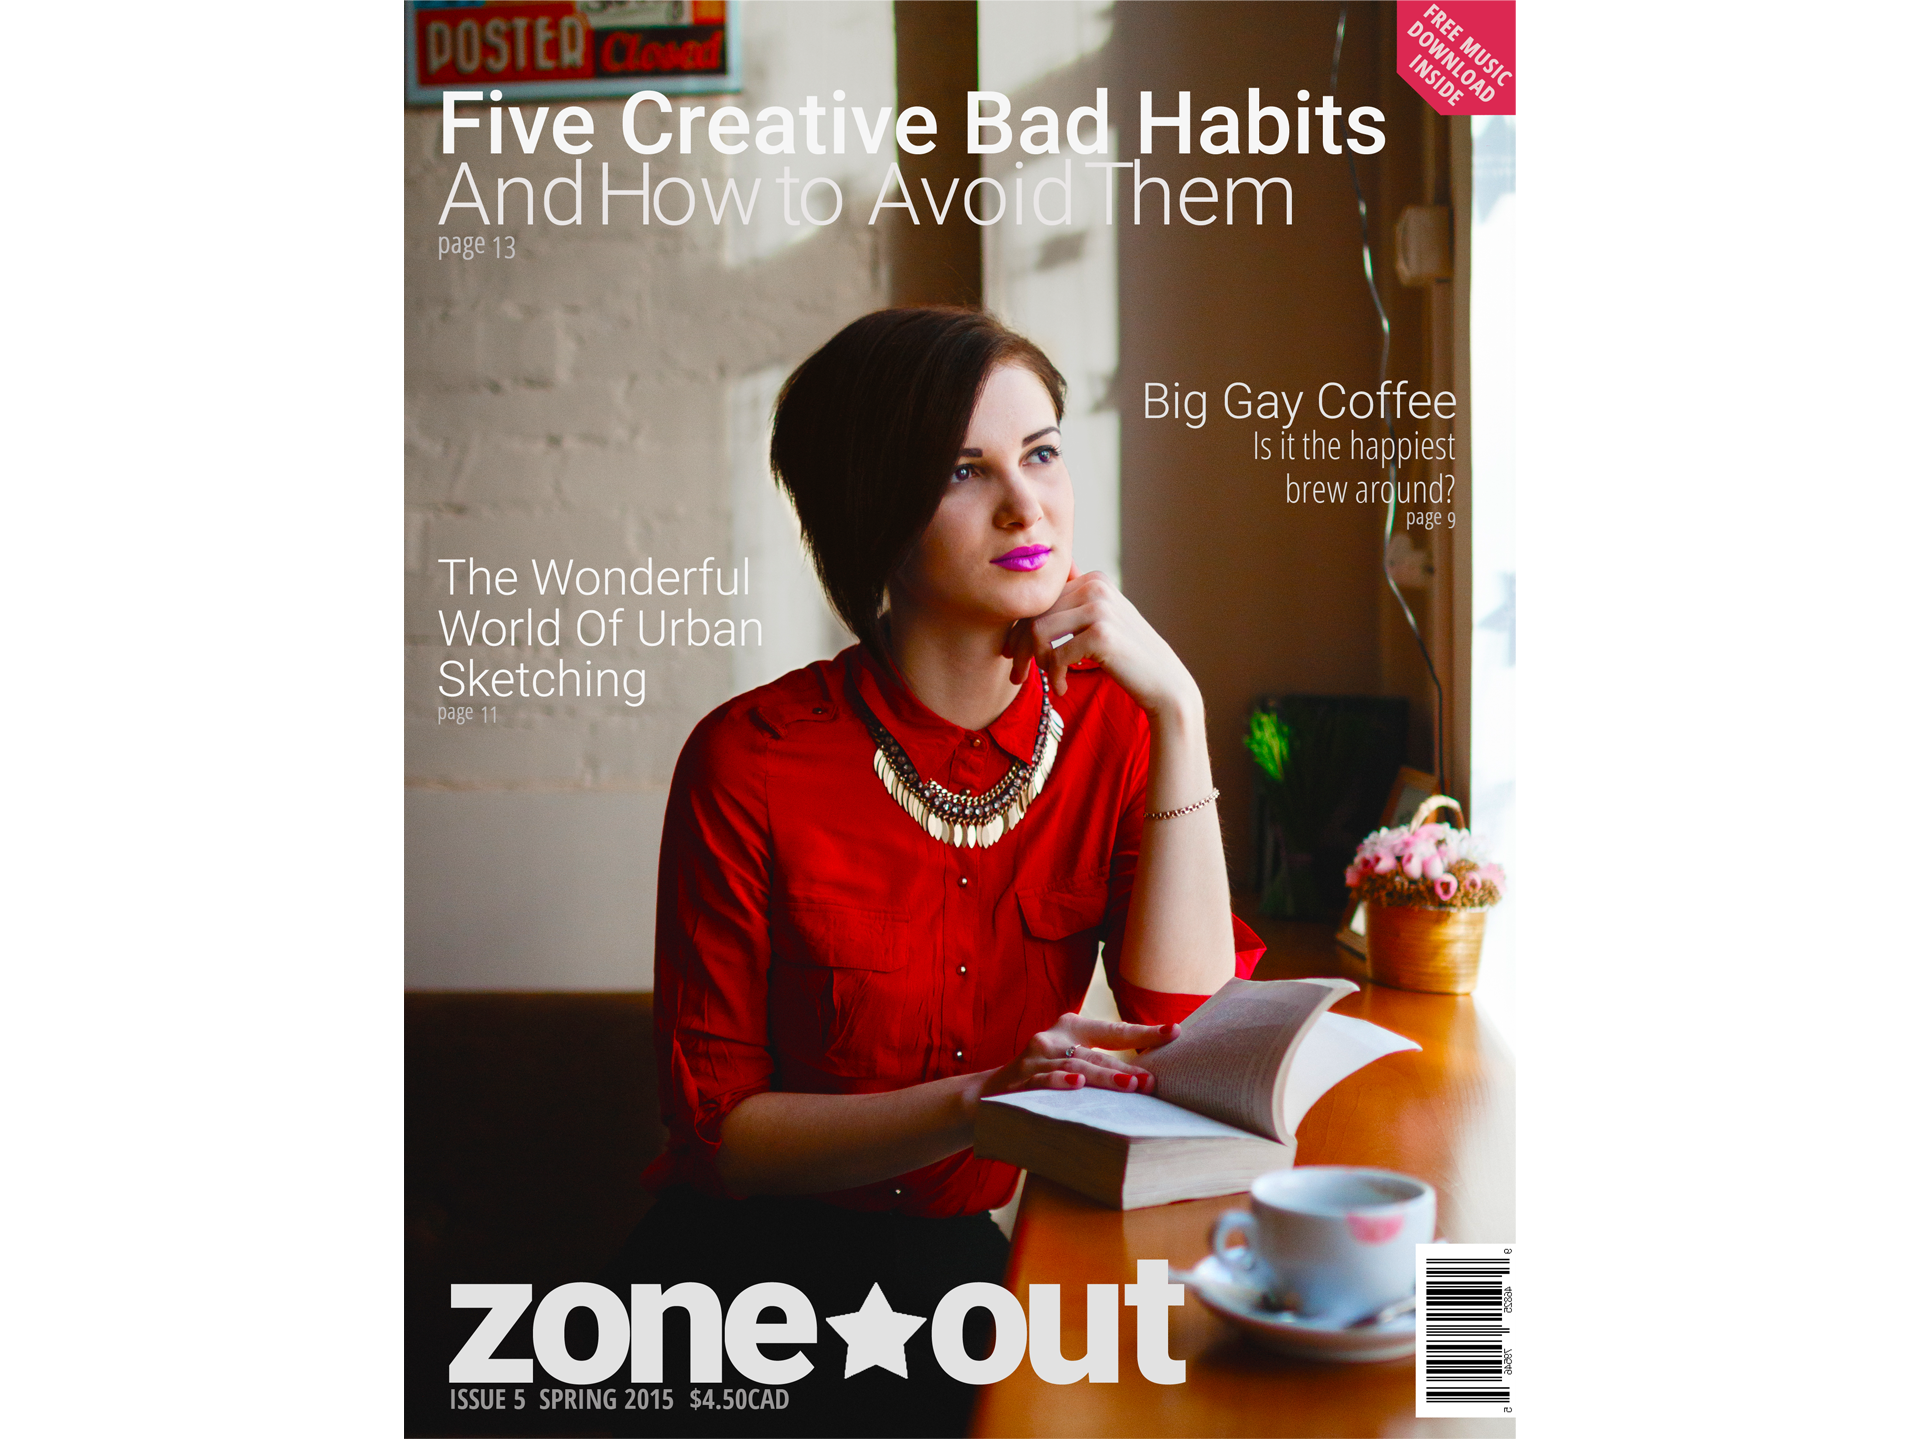 POSTER Closed
FREE MUSIC
DOWNLOAD
INSIDE
Five Creative Bad Habits
And How to Avoid Them
page 13
Big Gay Coffee
Is it the happiest
brew around?
page 9
The Wonderful
World Of Urban
Sketching
page 11
zone★out
ISSUE 5 SPRING 2015 $4.50CAD